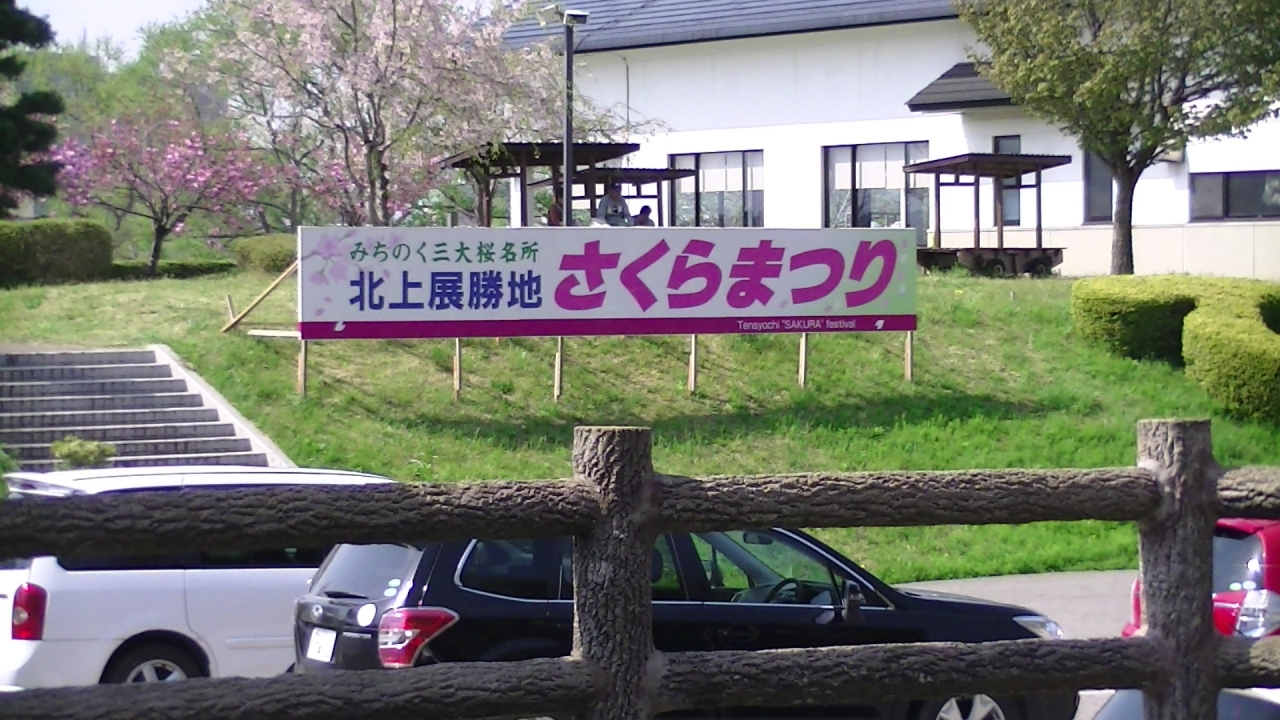 みちのく三大桜名所
北上展勝地 さくらまつり
Tensyochi "SAKURA" festival